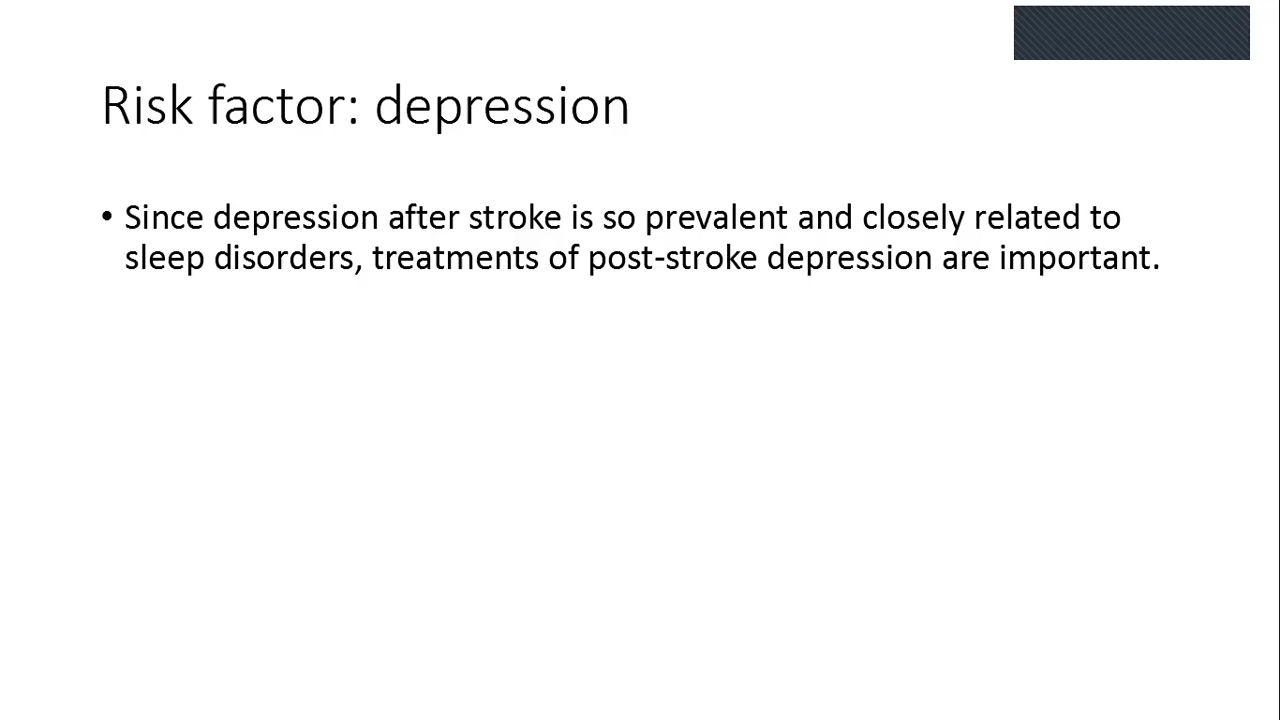 Risk factor: depression
• Since depression after stroke is so prevalent and closely related to
sleep disorders, treatments of post-stroke depression are important.